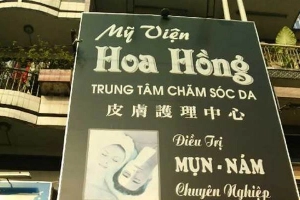 Mỹ Viện
Hoa Hồng
TRUNG TÂM CHĂM SÓC DA
皮膚護理中心
Điều Trị
MỤN - NÁM
Chuyên Nghiệp